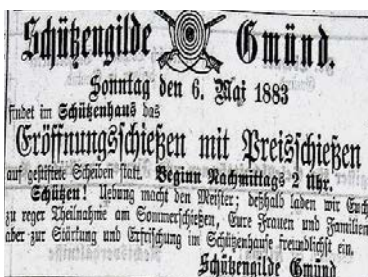 Schützengilde Gmünd.
Sonntag den 6. Mai 1883
findet im Schützenhaus das
Eröffnungsschießen mit Preisschießen
auf gestiftete Scheiben statt. Beginn Nachmittags 2 Uhr.
Schützen! Uebung macht den Meister; deßhalb laden wir Euch
zu reger Theilnahme am Sommerschießen, Eure Frauen und Familien
aber zur Stärkung und Erfrischung im Schützenhause freundlichst ein.
Schützengilde Gmünd